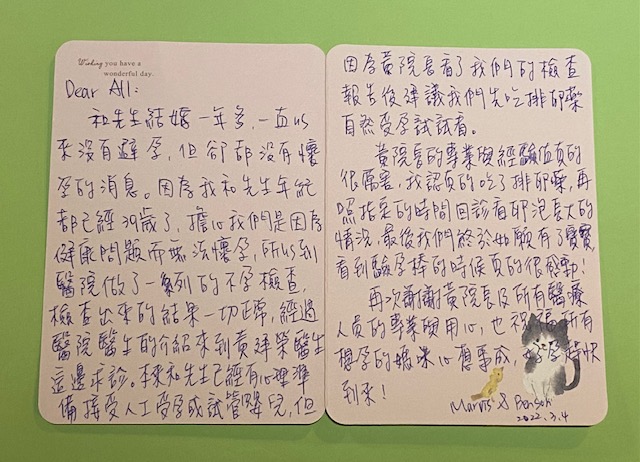 Wishing you have a
wonderful day.
Dear All:
和先生結婚一年多,一直以
來沒有避孕,但卻都沒有懷
孕的消息。因為我和先生年紀
都已經39歲了,擔心我們是因為
健康問題而無法懷孕,所以到
醫院做了一系列的不孕檢查,
檢查出來的結果一切正常,經過
醫院醫生的介紹來到黃建榮醫生
這邊求診。本來和先生已經有心理準
備接受人工受孕或試管嬰兒,但
因為黃院長看了我們的檢查
報告後建議我們先吃排卵藥
自然受孕試試看。
黃院長的專業與經驗值真的
很厲害,我認真的吃了排卵藥,再
照指定的時間回診看卵泡長大的
情況,最後我們終於如願有了寶寶,
看到驗孕棒的時候真的很感動!
再次謝謝黃院長及所有醫療
人員的專業與用心,也祝福所有
想孕的媽咪心想事成,好孕趕快
到來!
Marvis & Benson
2022.3.4